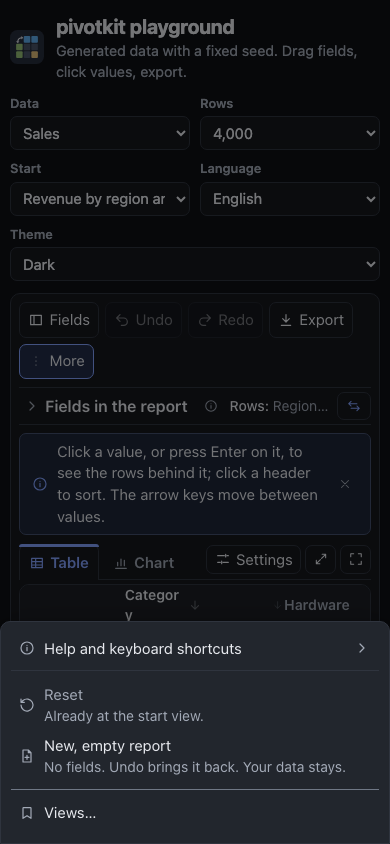 pivotkit playground
Generated data with a fixed seed. Drag fields,
click values, export.
Data
Rows
Sales
4,000
Start
Language
Revenue by region ar
English
Theme
Dark
Fields
Undo
Redo
Export
More
Fields in the report
Rows: Region...
Click a value, or press Enter on it, to
see the rows behind it; click a header
to sort. The arrow keys move between
values.
Table
Chart
Settings
Categor
y
Hardware
Help and keyboard shortcuts
Reset
Already at the start view.
New, empty report
No fields. Undo brings it back. Your data stays.
Views...